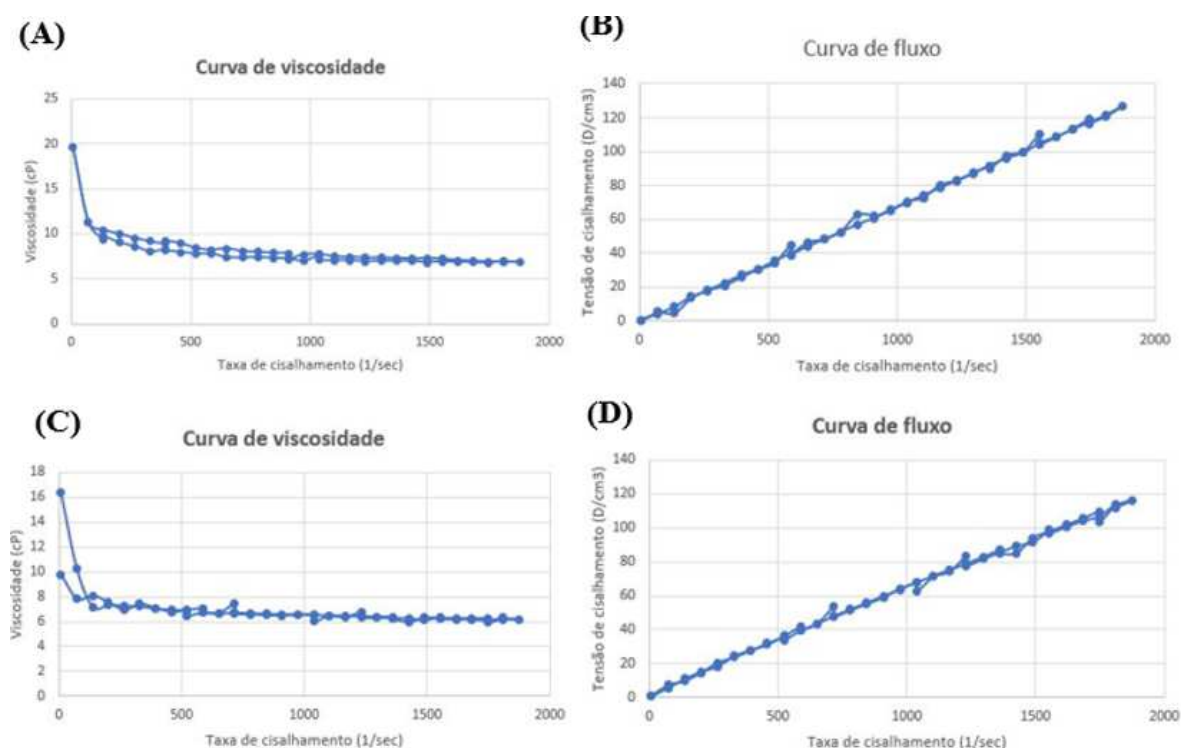 (A)
Curva de viscosidade
25
20
15
10
5
0
Viscosidade (cP)
0 500 1000 1500 2000
Taxa de cisalhamento (1/sec)
(B)
Curva de fluxo
140
120
100
80
60
40
20
0
Tensão de cisalhamento (D/cm3)
0 500 1000 1500 2000
Taxa de cisalhamento (1/sec)
(C)
Curva de viscosidade
18
16
14
12
10
8
6
4
2
0
Viscosidade (cP)
0 500 1000 1500 2000
Taxa de cisalhamento (1/sec)
(D)
Curva de fluxo
140
120
100
80
60
40
20
0
Tensão de cisalhamento (D/cm3)
0 500 1000 1500 2000
Taxa de cisalhamento (1/sec)